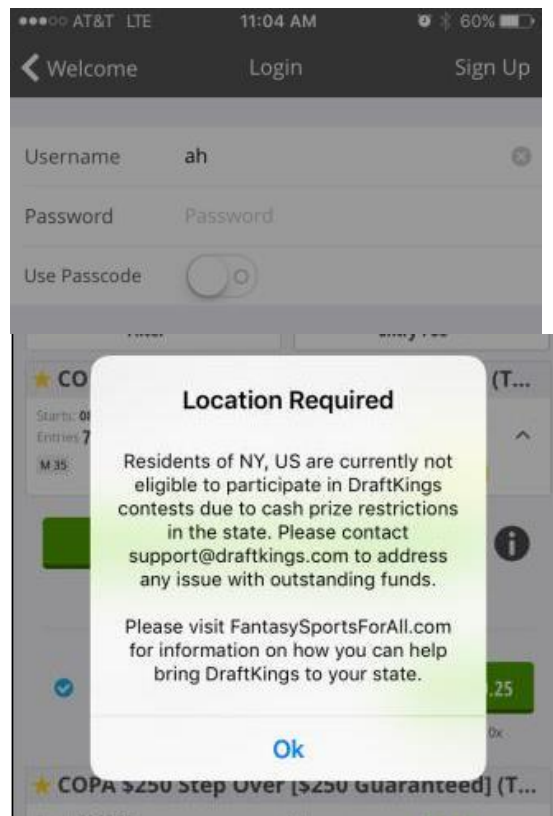 AT&T LTE 11:04 AM 60%
Welcome Login Sign Up
Username ah
Password Password
Use Passcode
CO (T...
Starts:
Entries 7
M 35
Location Required
Residents of NY, US are currently not
eligible to participate in DraftKings
contests due to cash prize restrictions
in the state. Please contact
support@draftkings.com to address
any issue with outstanding funds.
Please visit FantasySportsForAll.com
for information on how you can help
bring DraftKings to your state.
.25
0x
Ok
COPA $250 Step Over [$250 Guaranteed] (T...